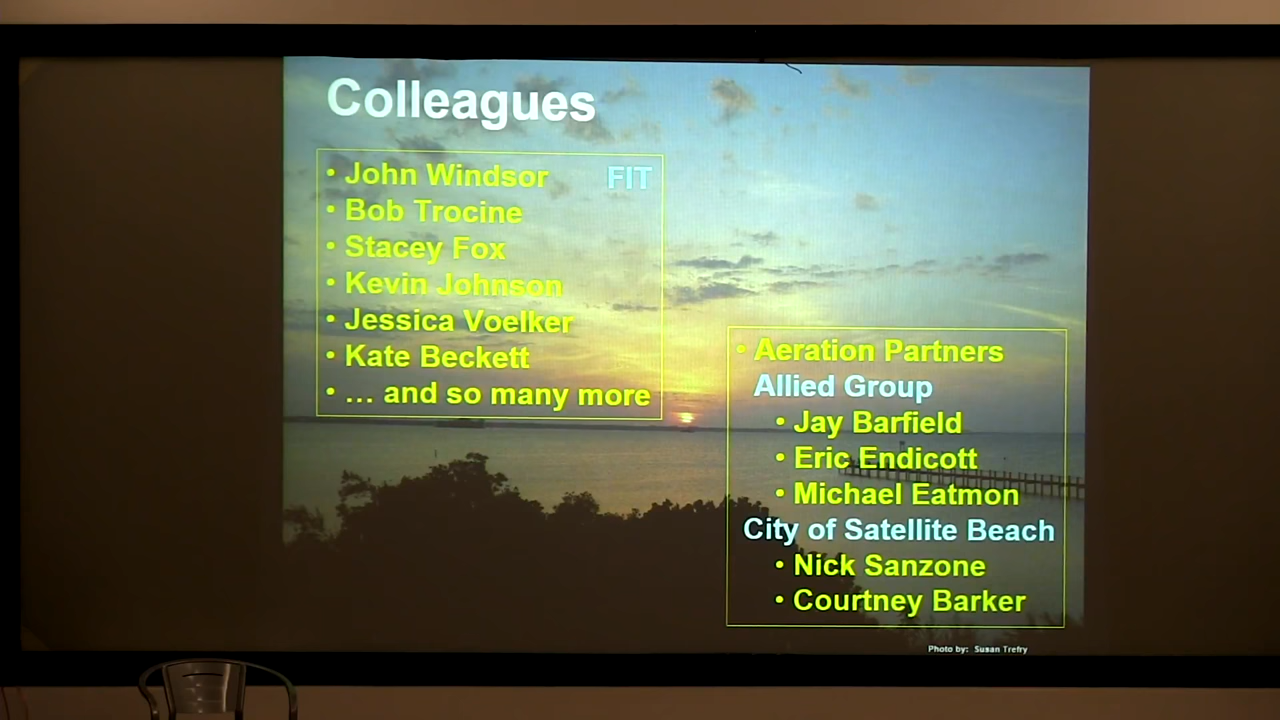 Colleagues
• John Windsor FIT
• Bob Trocine
• Stacey Fox
• Kevin Johnson
• Jessica Voelker
• Kate Beckett
• ... and so many more
• Aeration Partners
Allied Group
• Jay Barfield
• Eric Endicott
• Michael Eatmon
City of Satellite Beach
• Nick Sanzone
• Courtney Barker
Photo by: Susan Trefry